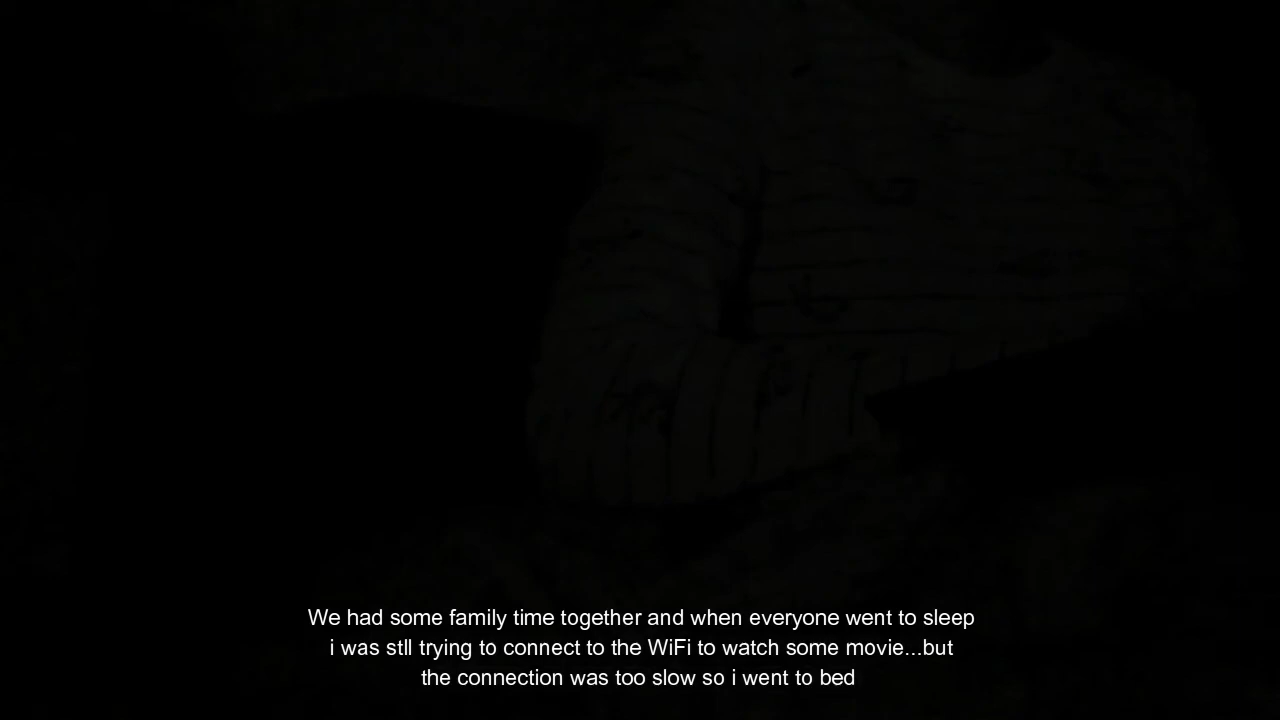 We had some family time together and when everyone went to sleep
i was stll trying to connect to the WiFi to watch some movie...but
the connection was too slow so i went to bed